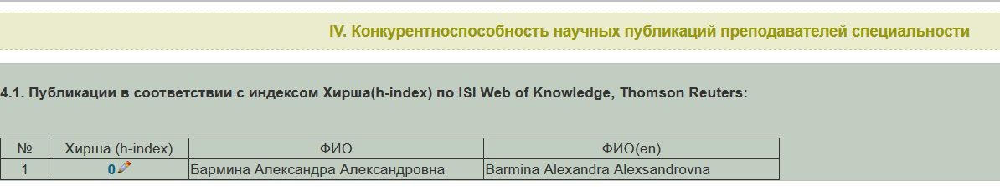 IV. Конкурентноспособность научных публикаций преподавателей специальности
4.1. Публикации в соответствии с индексом Хирша(h-index) по ISI Web of Knowledge, Thomson Reuters:
№ Хирша (h-index) ФИО ФИО(en)
1 0 Бармина Александра Александровна Barmina Alexandra Alexsandrovna